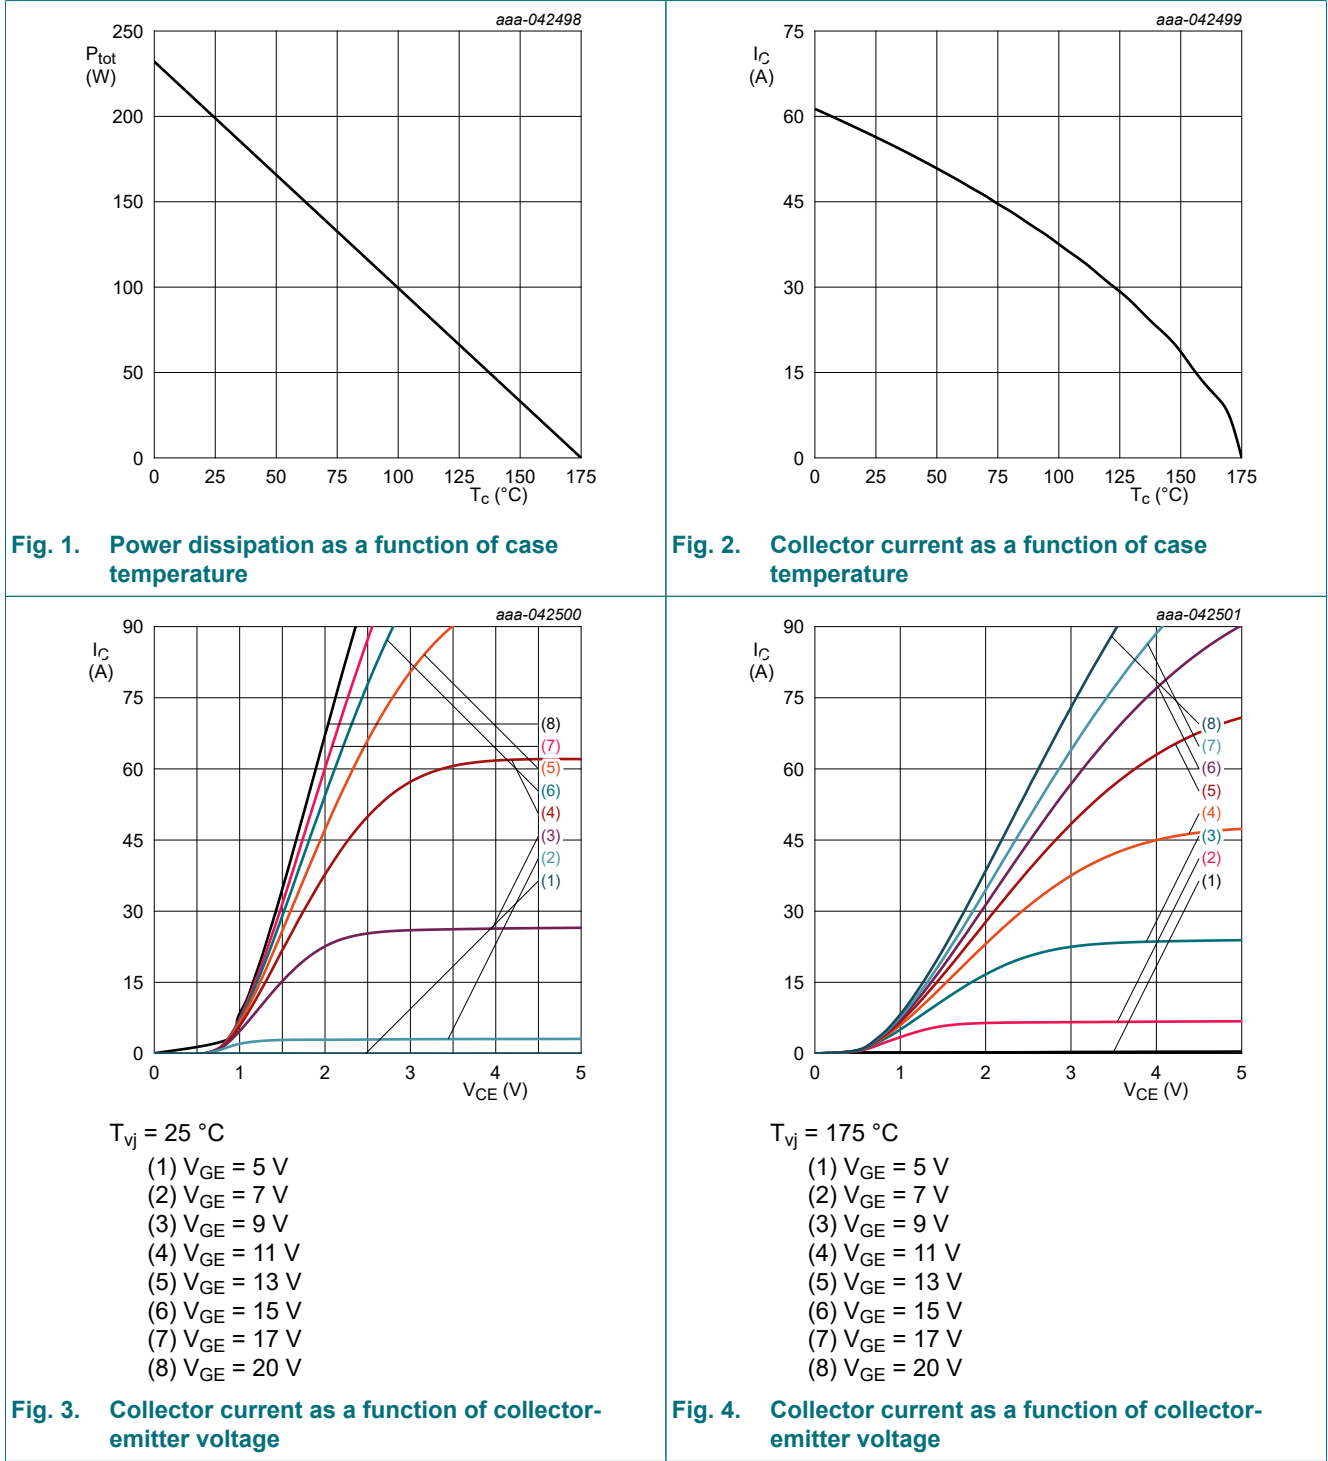 aaa-042498
250
200
150
100
50
0
Ptot
(W)
0 25 50 75 100 125 150 175
Tc (°C)
Fig. 1. Power dissipation as a function of case
temperature
aaa-042499
75
60
45
30
15
0
IC
(A)
0 25 50 75 100 125 150 175
Tc (°C)
Fig. 2. Collector current as a function of case
temperature
aaa-042500
90
75
60
45
30
15
0
IC
(A)
(8)
(7)
(5)
(6)
(4)
(3)
(2)
(1)
0 1 2 3 4 5
VCE (V)
Tvj = 25 °C
(1) VGE = 5 V
(2) VGE = 7 V
(3) VGE = 9 V
(4) VGE = 11 V
(5) VGE = 13 V
(6) VGE = 15 V
(7) VGE = 17 V
(8) VGE = 20 V
Fig. 3. Collector current as a function of collector-
emitter voltage
aaa-042501
90
75
60
45
30
15
0
IC
(A)
(8)
(7)
(6)
(5)
(4)
(3)
(2)
(1)
0 1 2 3 4 5
VCE (V)
Tvj = 175 °C
(1) VGE = 5 V
(2) VGE = 7 V
(3) VGE = 9 V
(4) VGE = 11 V
(5) VGE = 13 V
(6) VGE = 15 V
(7) VGE = 17 V
(8) VGE = 20 V
Fig. 4. Collector current as a function of collector-
emitter voltage